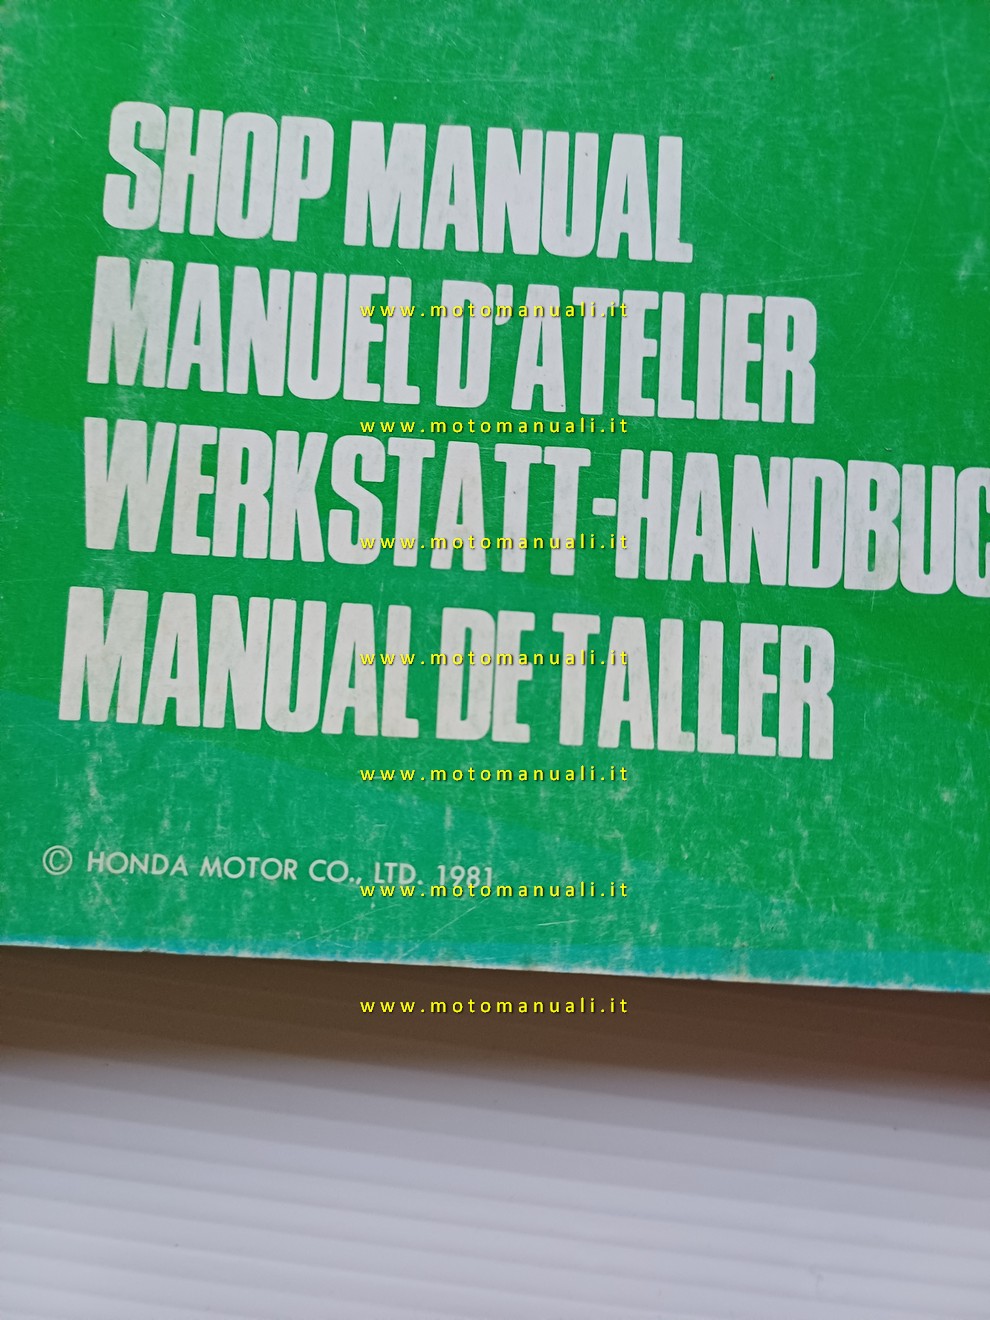 SHOP MANUAL
MANUEL D'ATELIER
www.motomanuali.it
www.motomanuali.it
WERKSTATT-HANDBUC
www.motomanuali.it
MANUAL DE TALLER
www.motomanuali.it
www.motomanuali.it
© HONDA MOTOR CO., LTD. 1981
www.motomanuali.it
www.motomanuali.it